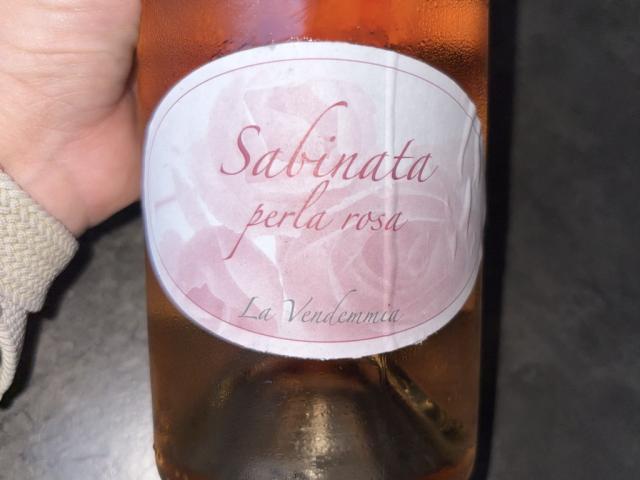 Sabinata
perla rosa
La Vendemmia